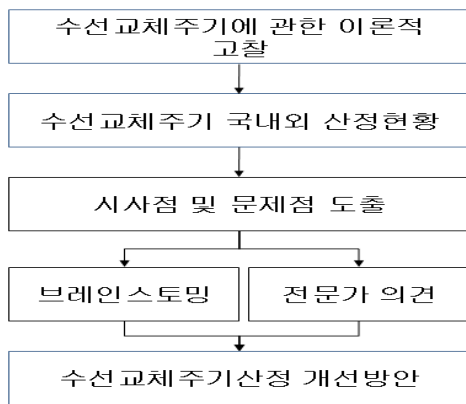 수선교체주기에 관한 이론적
고찰
수선교체주기 국내외 산정현황
시사점 및 문제점 도출
브레인스토밍
전문가 의견
수선교체주기산정 개선방안